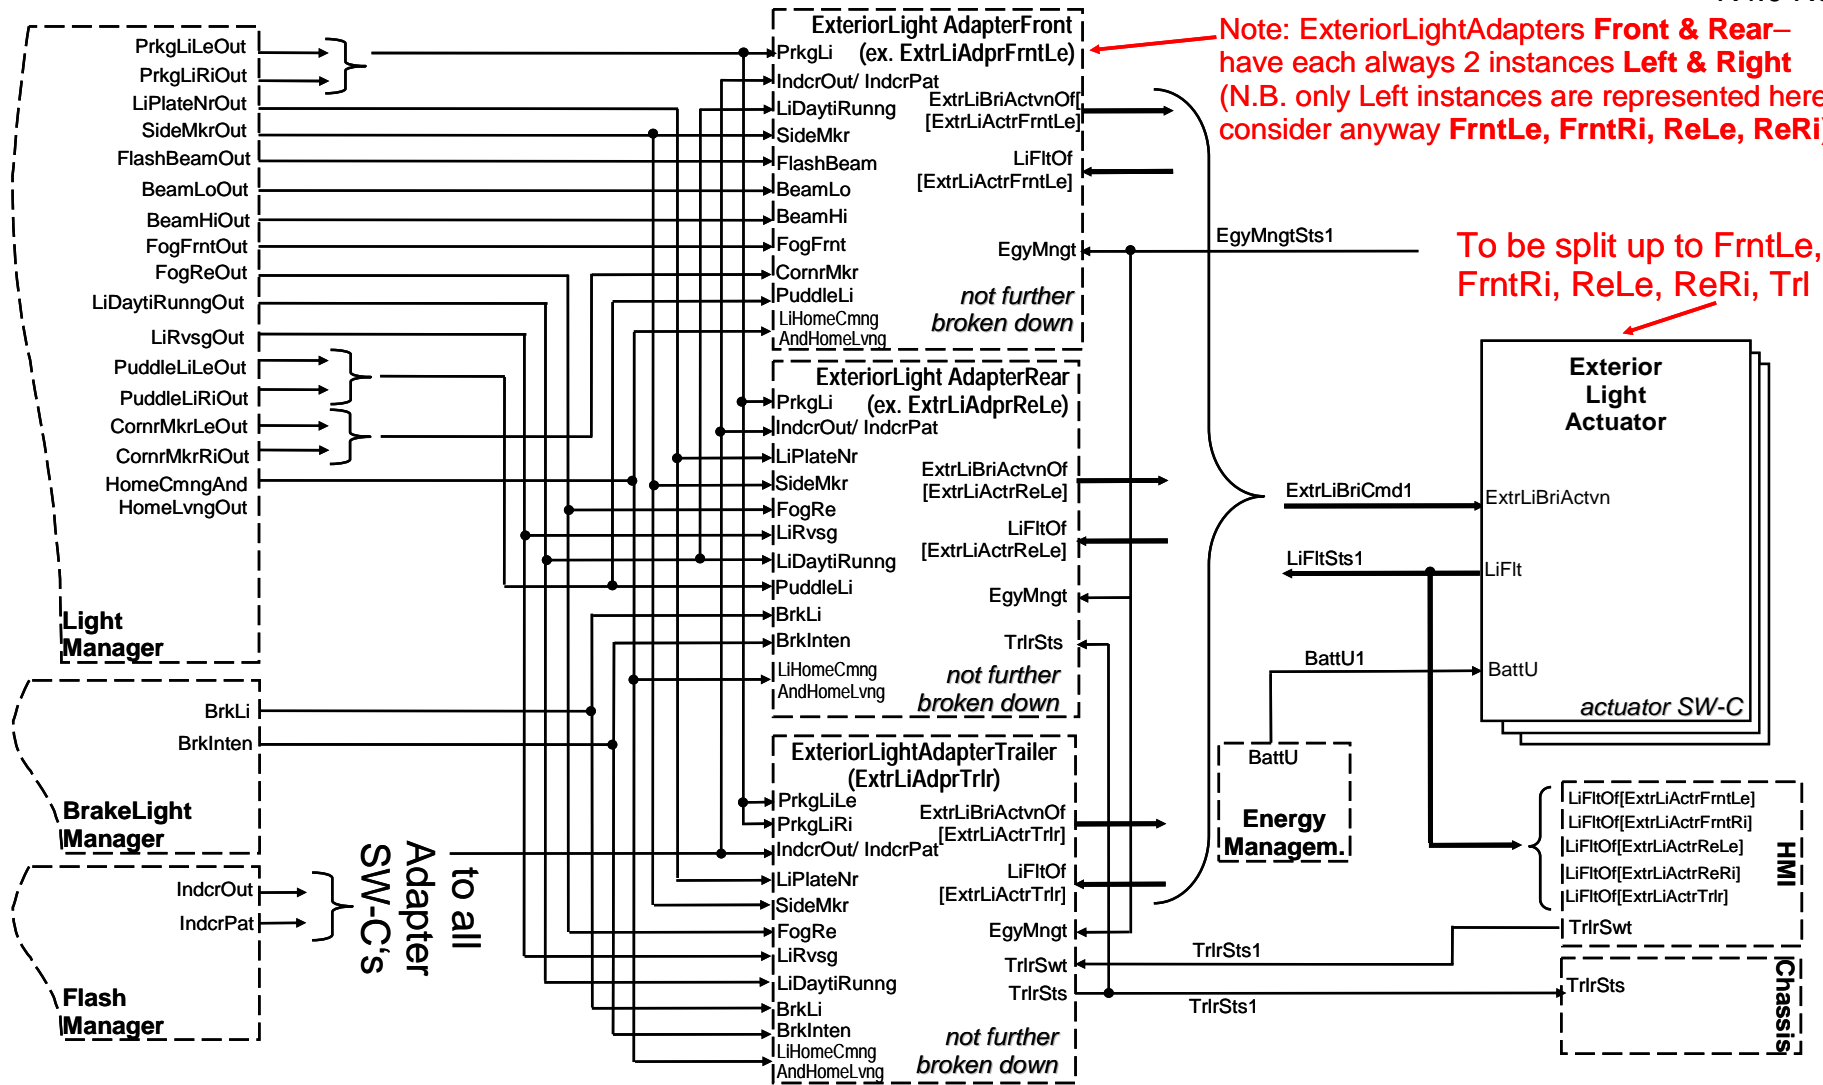 PrkgLiLeOut
PrkgLiRiOut
LiPlateNrOut
SideMkrOut
FlashBeamOut
BeamLoOut
BeamHiOut
FogFrntOut
FogReOut
LiDaytiRunngOut
LiRvsgOut
PuddleLiLeOut
PuddleLiRiOut
CornrMkrLeOut
CornrMkrRiOut
HomeCmngAnd
HomeLvngOut
Light
Manager
BrkLi
BrkInten
BrakeLight
Manager
IndcrOut
IndcrPat
Flash
Manager
to all
Adapter
SW-C's
ExteriorLight AdapterFront
(ex. ExtrLiAdprFrntLe)
PrkgLi
IndcrOut/ IndcrPat
LiDaytiRunng
SideMkr
FlashBeam
BeamLo
BeamHi
FogFrnt
CornrMkr
PuddleLi
LiHomeCmng
AndHomeLvng
ExtrLiBriActvnOf[
[ExtrLiActrFrntLe]
LiFltOf
[ExtrLiActrFrntLe]
EgyMngt
not further
broken down
ExteriorLight AdapterRear
(ex. ExtrLiAdprReLe)
PrkgLi
IndcrOut/ IndcrPat
LiPlateNr
SideMkr
FogRe
LiRvsg
LiDaytiRunng
PuddleLi
BrkLi
BrkInten
LiHomeCmng
AndHomeLvng
ExtrLiBriActvnOf
[ExtrLiActrReLe]
LiFltOf
[ExtrLiActrReLe]
EgyMngt
TrlrSts
not further
broken down
ExteriorLightAdapterTrailer
(ExtrLiAdprTrlr)
PrkgLiLe
PrkgLiRi
IndcrOut/ IndcrPat
LiPlateNr
SideMkr
FogRe
LiRvsg
LiDaytiRunng
BrkLi
BrkInten
LiHomeCmng
AndHomeLvng
ExtrLiBriActvnOf
[ExtrLiActrTrlr]
LiFltOf
[ExtrLiActrTrlr]
EgyMngt
TrlrSwt
TrlrSts
not further
broken down
Note: ExteriorLightAdapters Front & Rear–
have each always 2 instances Left & Right
(N.B. only Left instances are represented here
consider anyway FrntLe, FrntRi, ReLe, ReRi)
EgyMngtSts1
To be split up to FrntLe,
FrntRi, ReLe, ReRi, Trl
Exterior
Light
Actuator
ExtrLiBriCmd1
ExtrLiBriActvn
LiFltSts1
LiFlt
BattU1
BattU
actuator SW-C
BattU
Energy
Managem.
LiFltOf[ExtrLiActrFrntLe]
LiFltOf[ExtrLiActrFrntRi]
LiFltOf[ExtrLiActrReLe]
LiFltOf[ExtrLiActrReRi]
LiFltOf[ExtrLiActrTrlr]
HMI
TrlrSwt
TrlrSts1
TrlrSts1
TrlrSts
Chassis